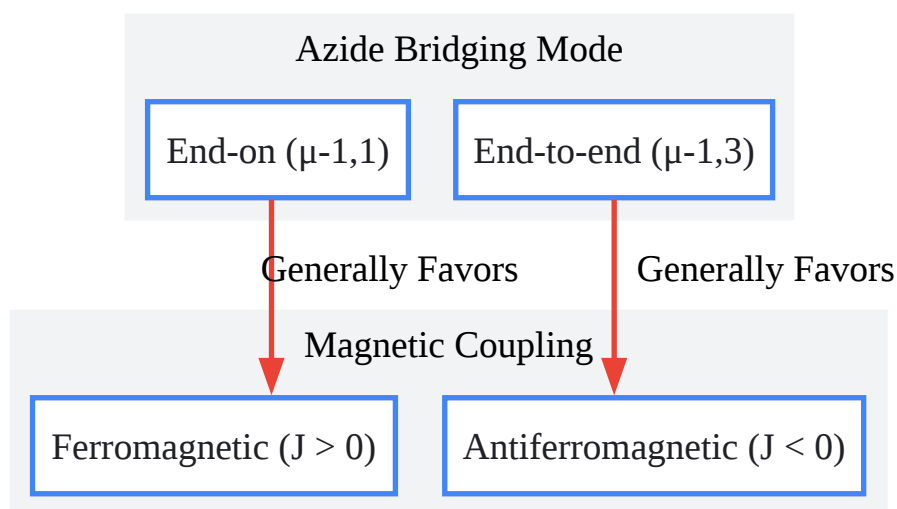 Azide Bridging Mode
End-on (μ-1,1)
End-to-end (μ-1,3)
Generally Favors
Generally Favors
Magnetic Coupling
Ferromagnetic (J > 0)
Antiferromagnetic (J < 0)